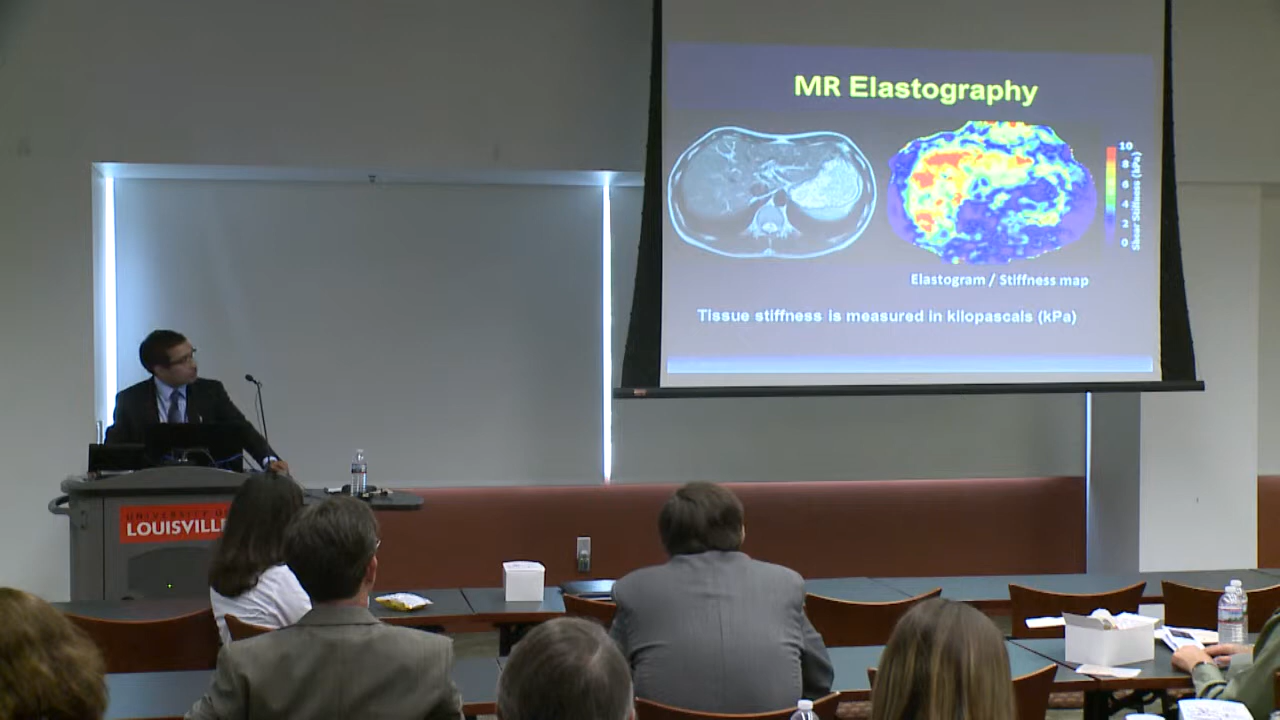 MR Elastography
10
8
6
4
2
0
Shear Stiffness (kPa)
Elastogram / Stiffness map
Tissue stiffness is measured in kilopascals (kPa)
UNIVERSITY OF
LOUISVILL